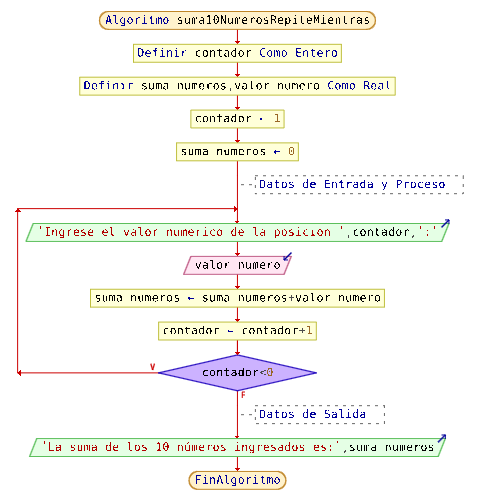 Algoritmo suma10NumerosRepiteMientras
Definir contador Como Entero
Definir suma numeros,valor numero Como Real
contador ← 1
suma numeros ← 0
Datos de Entrada y Proceso
'Ingrese el valor numerico de la posicion ',contador,':'
valor numero
suma numeros ← suma numeros+valor numero
contador ← contador+1
contador<0
V
F
Datos de Salida
'La suma de los 10 números ingresados es:',suma numeros
FinAlgoritmo